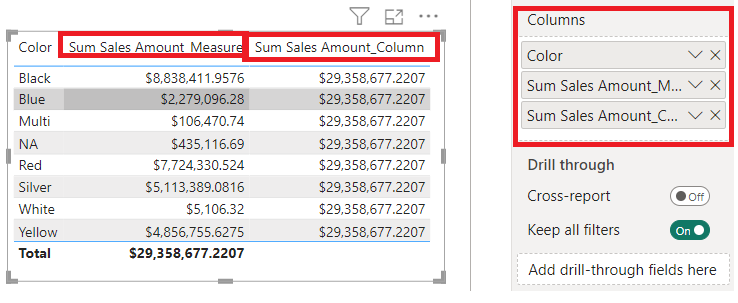 Color Sum Sales Amount_Measure Sum Sales Amount_Column
Black $8,838,411.9576 $29,358,677.2207
Blue $2,279,096.28 $29,358,677.2207
Multi $106,470.74 $29,358,677.2207
NA $435,116.69 $29,358,677.2207
Red $7,724,330.524 $29,358,677.2207
Silver $5,113,389.0816 $29,358,677.2207
White $5,106.32 $29,358,677.2207
Yellow $4,856,755.6275 $29,358,677.2207
Total $29,358,677.2207
Columns
Color
Sum Sales Amount_M...
Sum Sales Amount_C...
Drill through
Cross-report Off
Keep all filters On
Add drill-through fields here